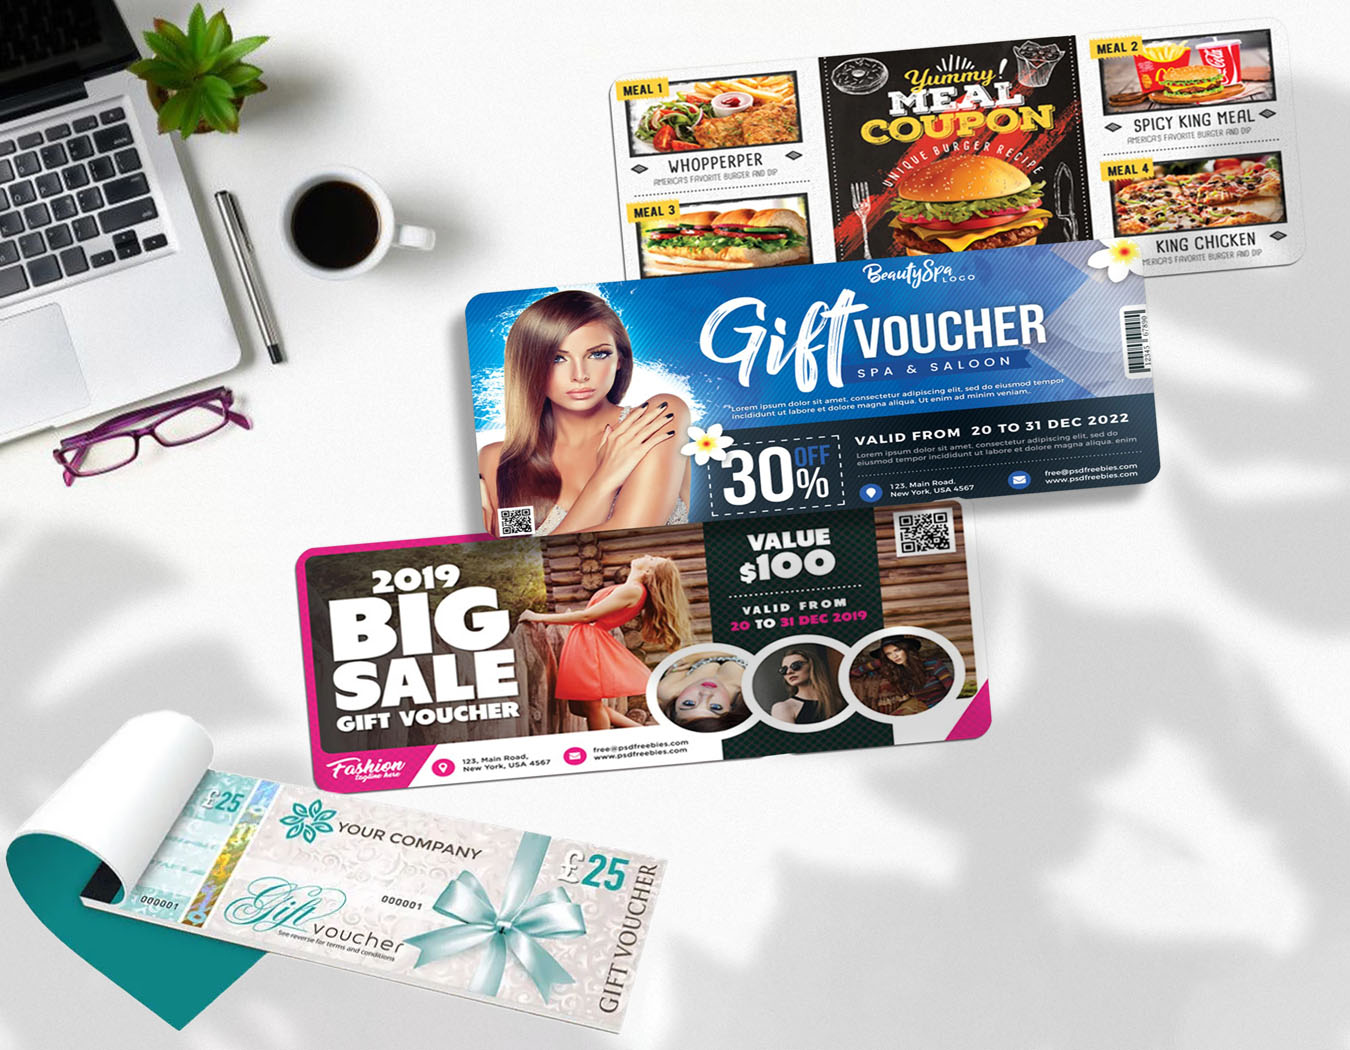 MEAL 1
WHOPPERPER
AMERICA'S FAVORITE BURGER AND DIP
MEAL 3
Yummy!
MEAL
COUPON
UNIQUE BURGER RECIPE
MEAL 2
Coca
SPICY KING MEAL
AMERICA'S FAVORITE BURGER AND DIP
MEAL 4
KING CHICKEN
AMERICA'S FAVORITE BURGER AND DIP
BeautySpa
LOGO
Gift VOUCHER
SPA & SALOON
Lorem ipsum dolor sit amet, consectetur adipiscing elit, sed do eiusmod tempor
incididunt ut labore et dolore magna aliqua. Ut enim ad minim veniam,.
30% OFF
VALID FROM 20 TO 31 DEC 2022
Lorem ipsum dolor sit amet, consectetur adipiscing elit, sed do
eiusmod tempor incididunt ut labore et dolore magna aliqua. enim
123, Main Road,
New York, USA 4567
free@psdfreebies.com
www.psdfreebies.com
12345 67890
2019
BIG
SALE
GIFT VOUCHER
VALUE
$100
VALID FROM
20 TO 31 DEC 2019
Fashion
tagline here
123, Main Road,
New York, USA 4567
free@psdfreebies.com
www.psdfreebies.com
£25
000001
YOUR COMPANY
Gift
voucher
See reverse for terms and conditions
000001
£25
GIFT VOUCHER